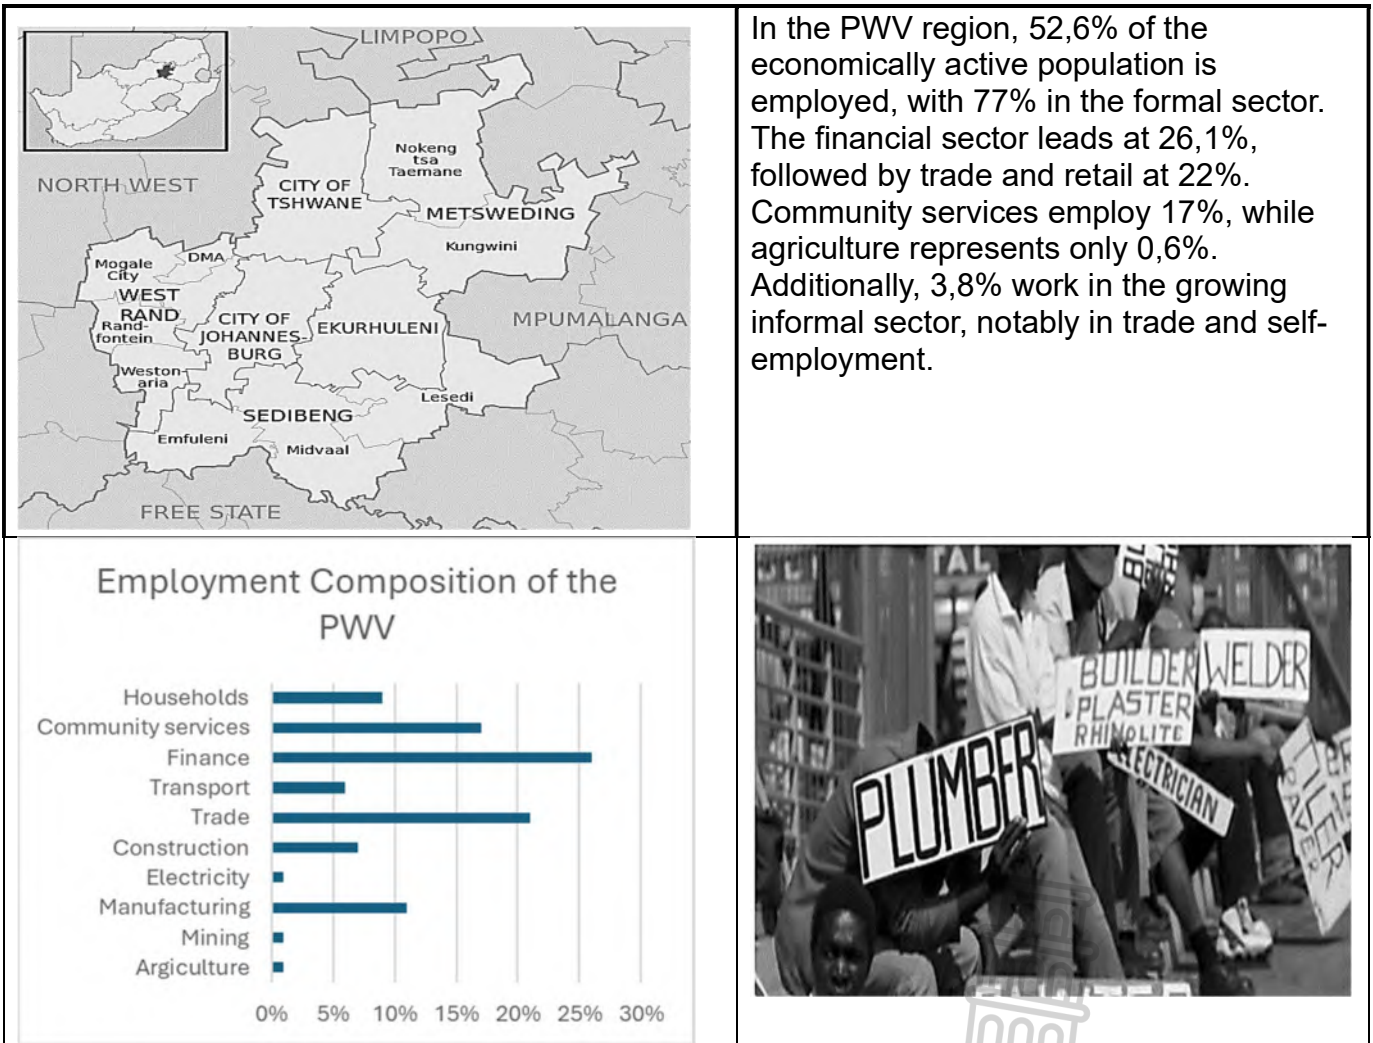 LIMPOPO
NORTH WEST
CITY OF
TSHWANE
Nokeng
tsa
Taemane
METSWEDING
Kungwini
DMA
Mogale
City
WEST
RAND
Rand-
fontein
CITY OF
JOHANNES-
BURG
EKURHULENI
MPUMALANGA
Weston-
aria
SEDIBENG
Lesedi
Emfuleni
Midvaal
FREE STATE
In the PWV region, 52,6% of the
economically active population is
employed, with 77% in the formal sector.
The financial sector leads at 26,1%,
followed by trade and retail at 22%.
Community services employ 17%, while
agriculture represents only 0,6%.
Additionally, 3,8% work in the growing
informal sector, notably in trade and self-
employment.
Employment Composition of the
PWV
Households
Community services
Finance
Transport
Trade
Construction
Electricity
Manufacturing
Mining
Argiculture
0% 5% 10% 15% 20% 25% 30%
BUILDER
PLASTER
RHINOLITE
WELDER
PLUMBER
ECTRICIAN
TILER
PAVER